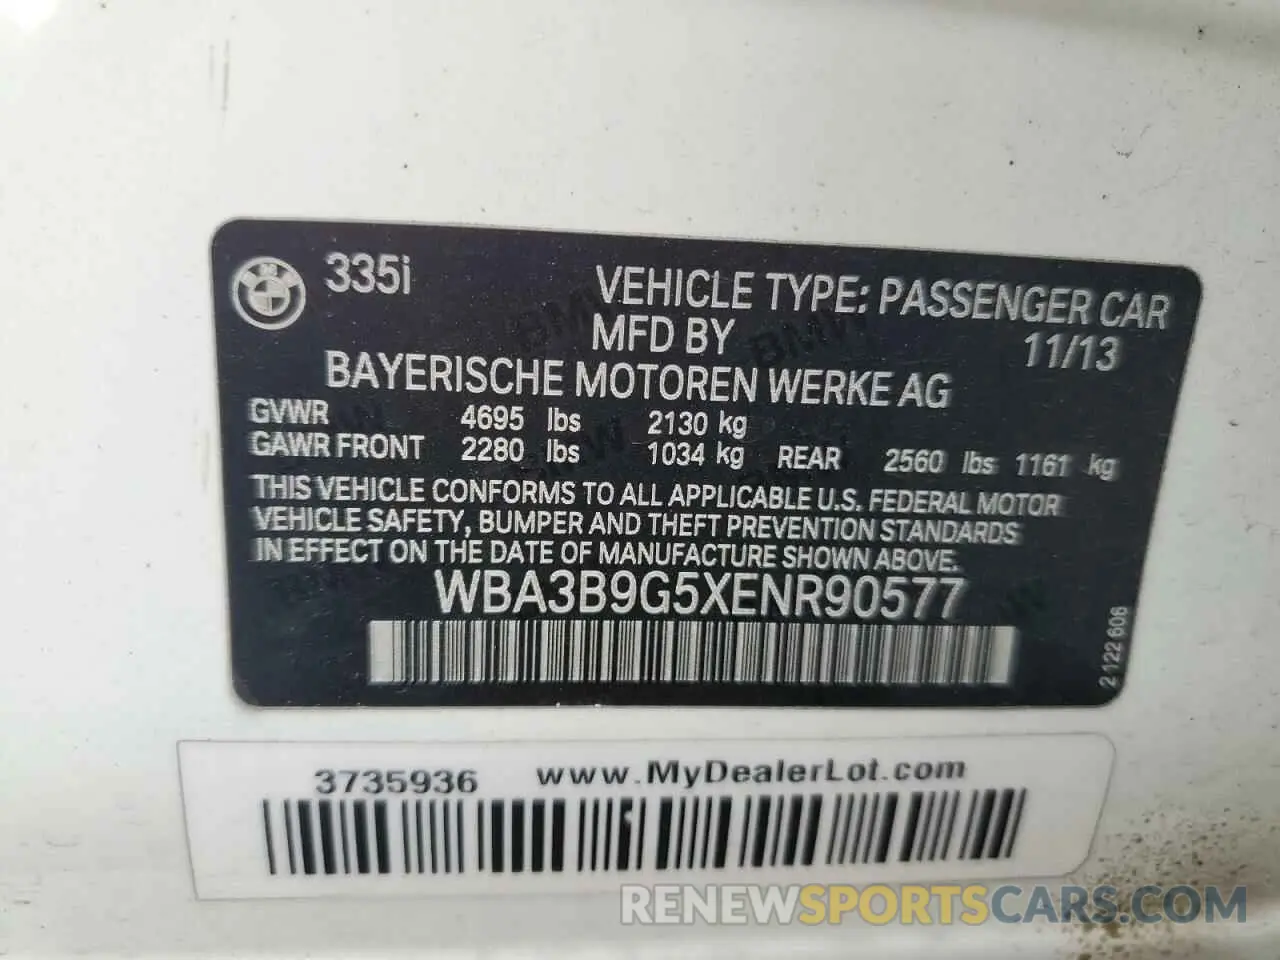 BMW 335i VEHICLE TYPE: PASSENGER CAR
MFD BY 11/13
BAYERISCHE MOTOREN WERKE AG
GVWR 4695 lbs 2130 kg
GAWR FRONT 2280 lbs 1034 kg REAR 2560 lbs 1161 kg
THIS VEHICLE CONFORMS TO ALL APPLICABLE U.S. FEDERAL MOTOR
VEHICLE SAFETY, BUMPER AND THEFT PREVENTION STANDARDS
IN EFFECT ON THE DATE OF MANUFACTURE SHOWN ABOVE.
WBA3B9G5XENR90577
2 122 606
3735936 www.MyDealerLot.com
RENEWSPORTSCARS.COM